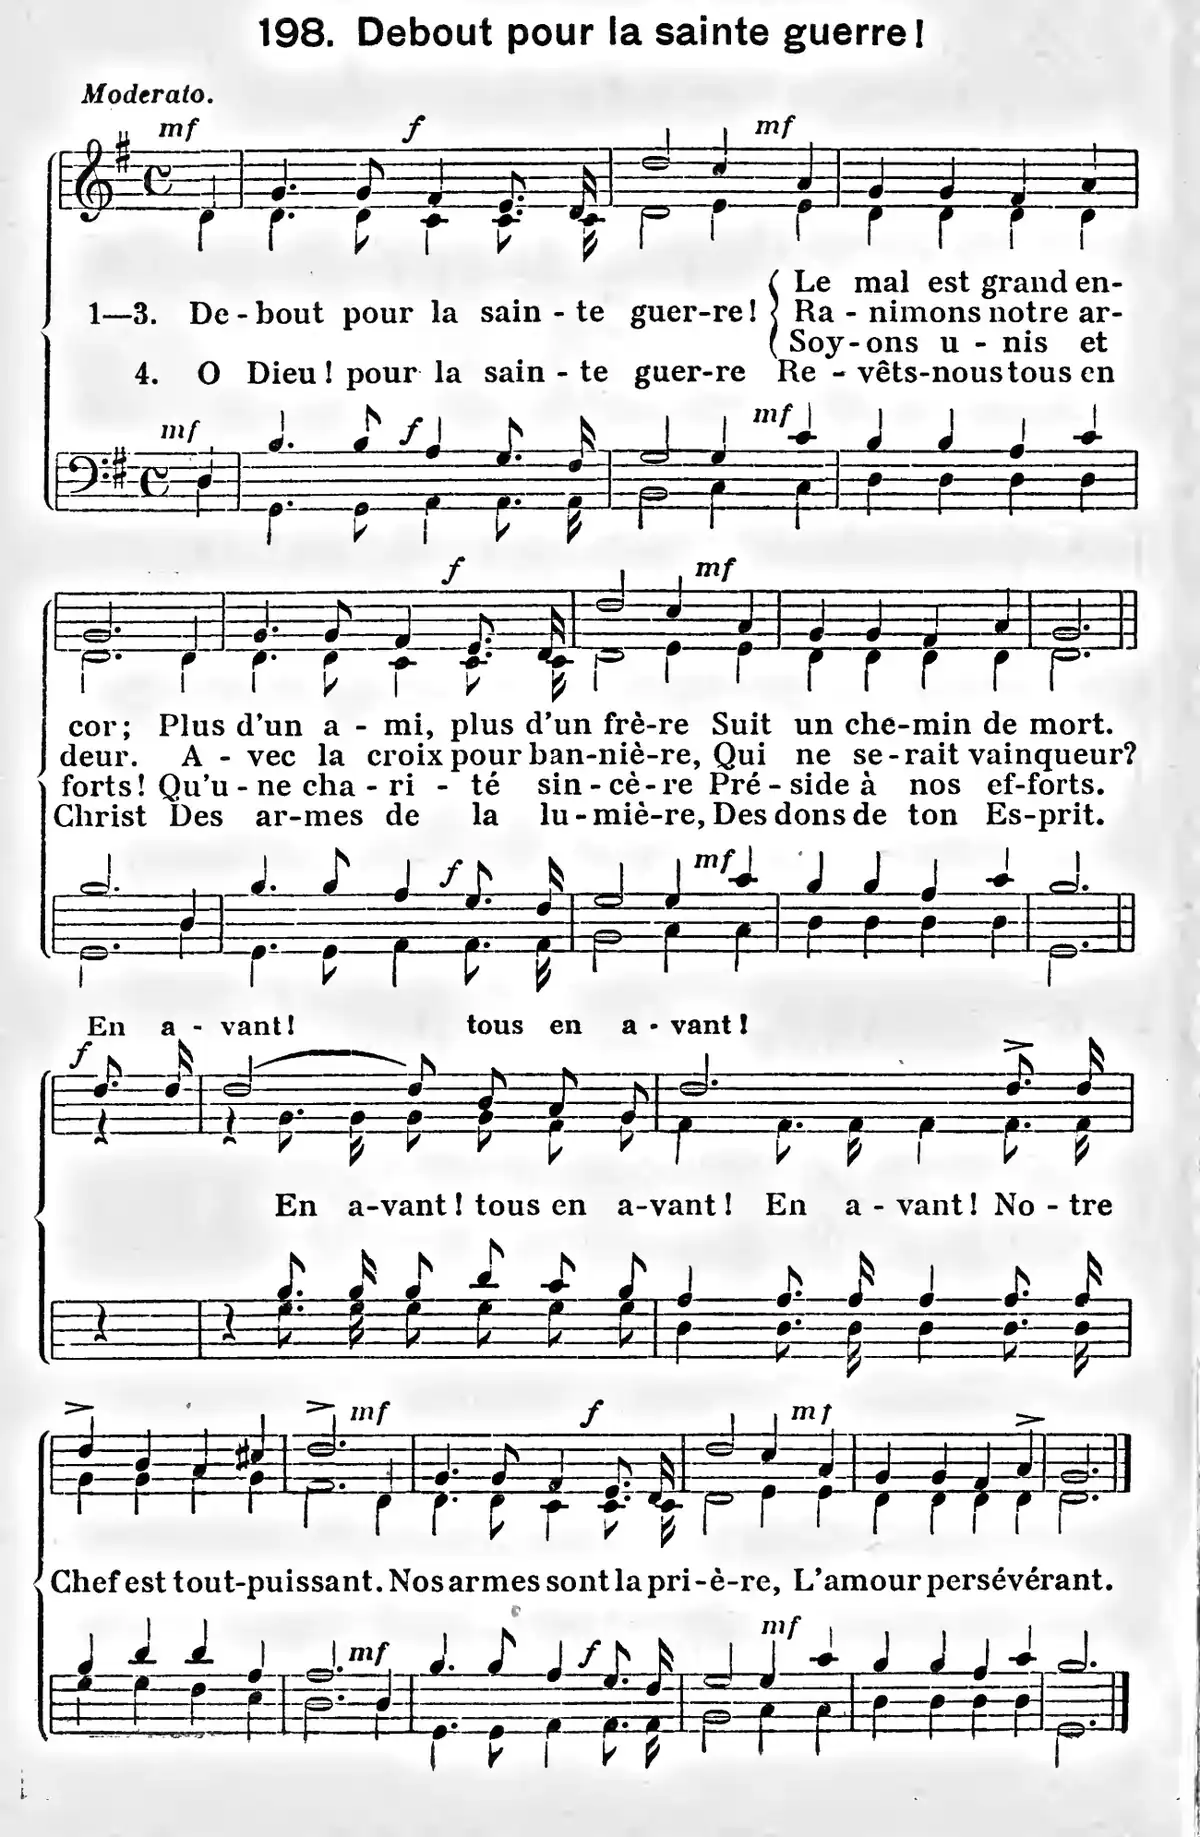 198. Debout pour la sainte guerre!
Moderato.
mf f mf
Le mal est grand en-
1—3. De - bout pour la sain - te guer-re! Ra - nimons notre ar-
Soy-ons u - nis et
4. O Dieu! pour la sain - te guer-re Re - vêts-nous tous en
mf f mf
f mf
cor; Plus d'un a - mi, plus d'un frè-re Suit un che-min de mort.
deur. A - vec la croix pour ban-niè-re, Qui ne se-rait vainqueur?
forts! Qu'u-ne cha-ri - té sin-cè-re Pré-side à nos ef-forts.
Christ Des ar-mes de la lu-miè-re, Des dons de ton Es-prit.
f mf
En a - vant! tous en a - vant!
f
En a-vant! tous en a-vant! En a - vant! No - tre
mf f mf
Chef est tout-puissant. Nos armes sont la pri-è-re, L'amour persévérant.
mf f mf